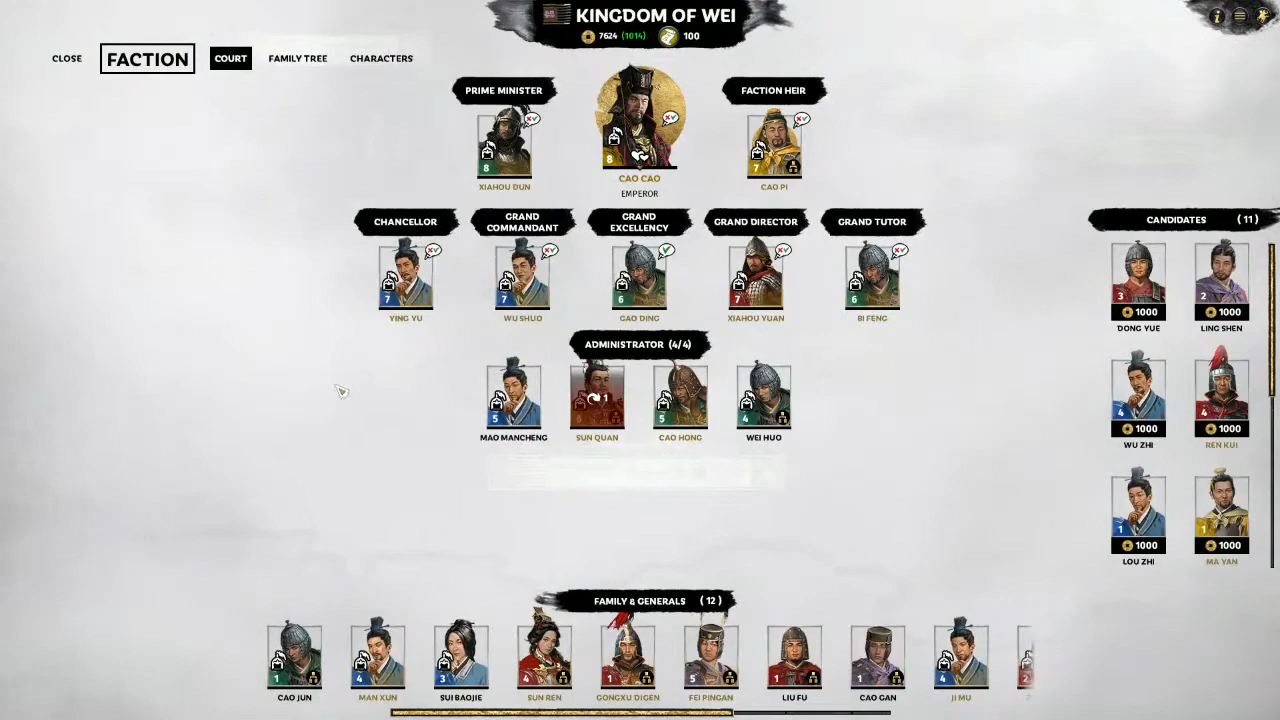 KINGDOM OF WEI
7624 (1014) 100
CLOSE FACTION COURT FAMILY TREE CHARACTERS
PRIME MINISTER
FACTION HEIR
8
8
7
XIAHOU DUN
CAO CAO
CAO PI
EMPEROR
CHANCELLOR
GRAND COMMANDANT
GRAND EXCELLENCY
GRAND DIRECTOR
GRAND TUTOR
7
7
6
7
6
YING YU
WU SHUO
GAO DING
XIAHOU YUAN
BI FENG
ADMINISTRATOR (4/4)
5
6
1
5
4
MAO MANCHENG
SUN QUAN
CAO HONG
WEI HUO
CANDIDATES (11)
3
2
1000
1000
DONG YUE
LING SHEN
4
4
1000
1000
WU ZHI
REN KUI
1
1
1000
1000
LOU ZHI
MA YAN
FAMILY & GENERALS (12)
1
4
3
4
1
5
1
1
4
2
CAO JUN
MAN XUN
SUI BAOJIE
SUN REN
GONGXU DIGEN
FEI PINGAN
LIU FU
CAO GAN
JI MU